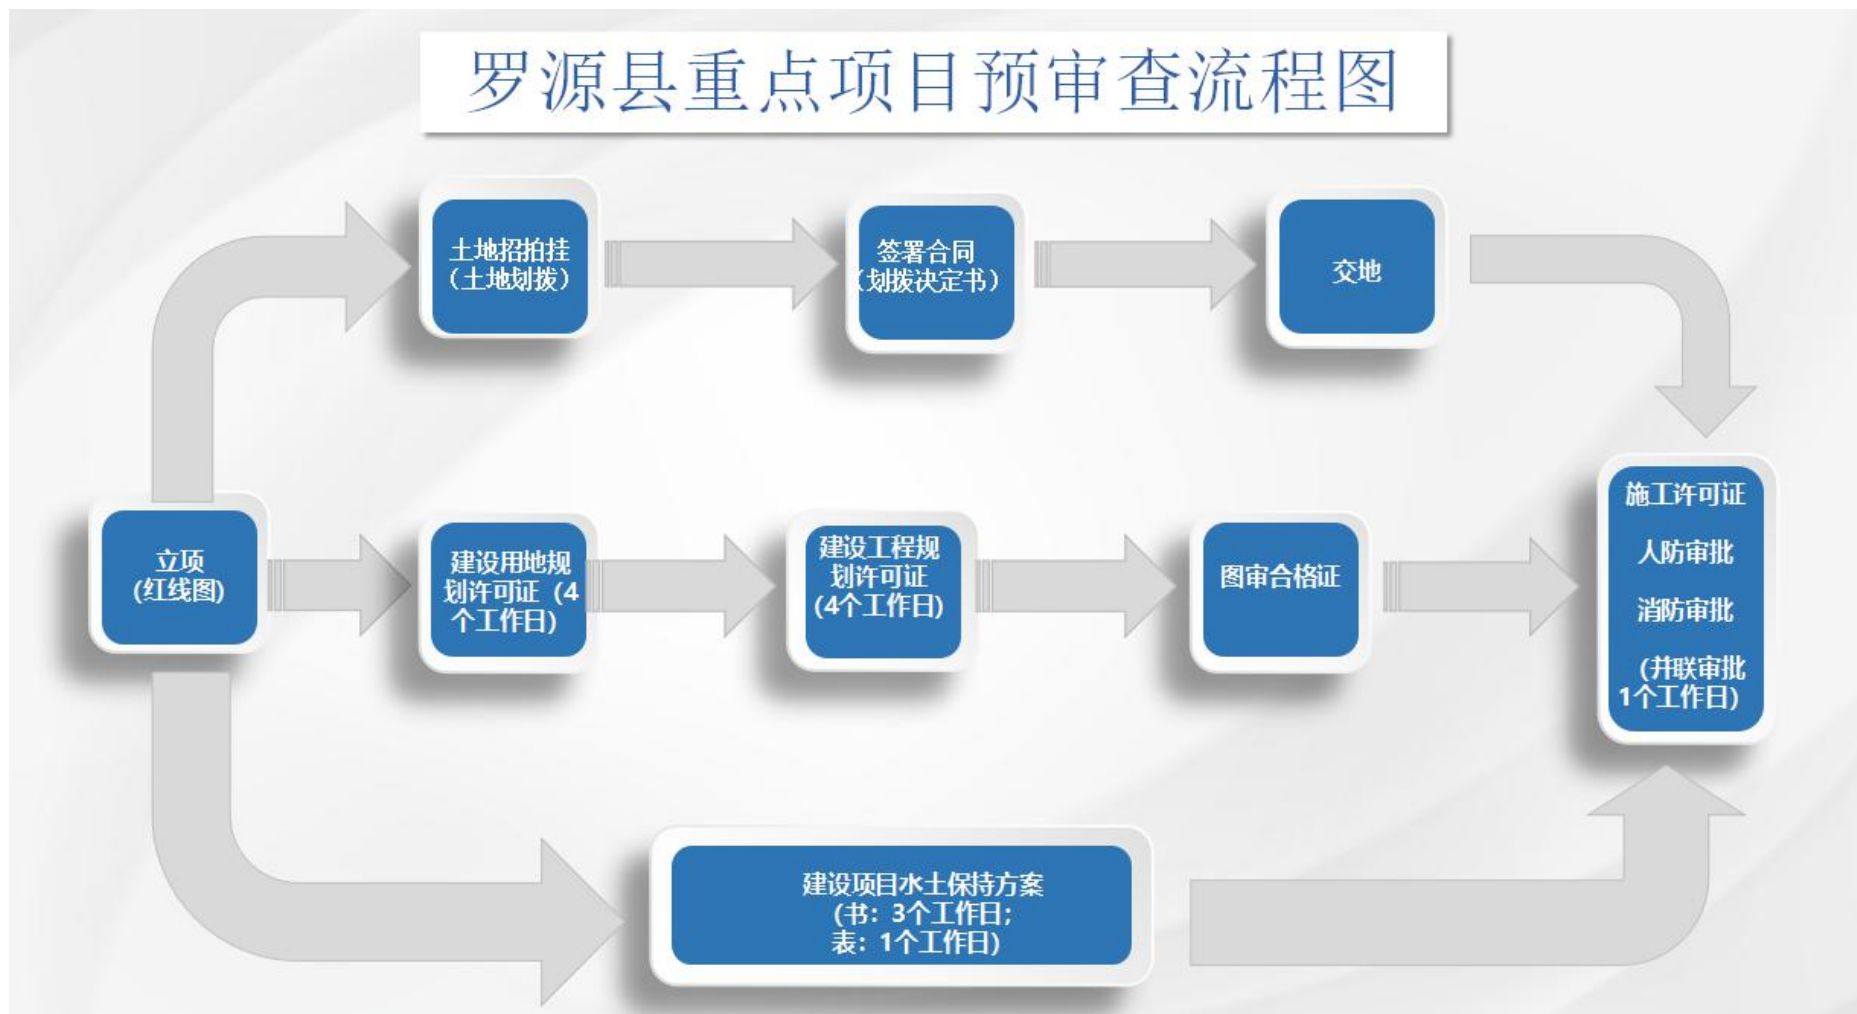 罗源县重点项目预审查流程图
土地招拍挂
（土地划拨）
签署合同
（划拨决定书）
交地
立项
(红线图)
建设用地规
划许可证（4
个工作日)
建设工程规
划许可证
(4个工作日)
图审合格证
施工许可证
人防审批
消防审批
(并联审批
1个工作日)
建设项目水土保持方案
(书：3个工作日；
表：1个工作日)